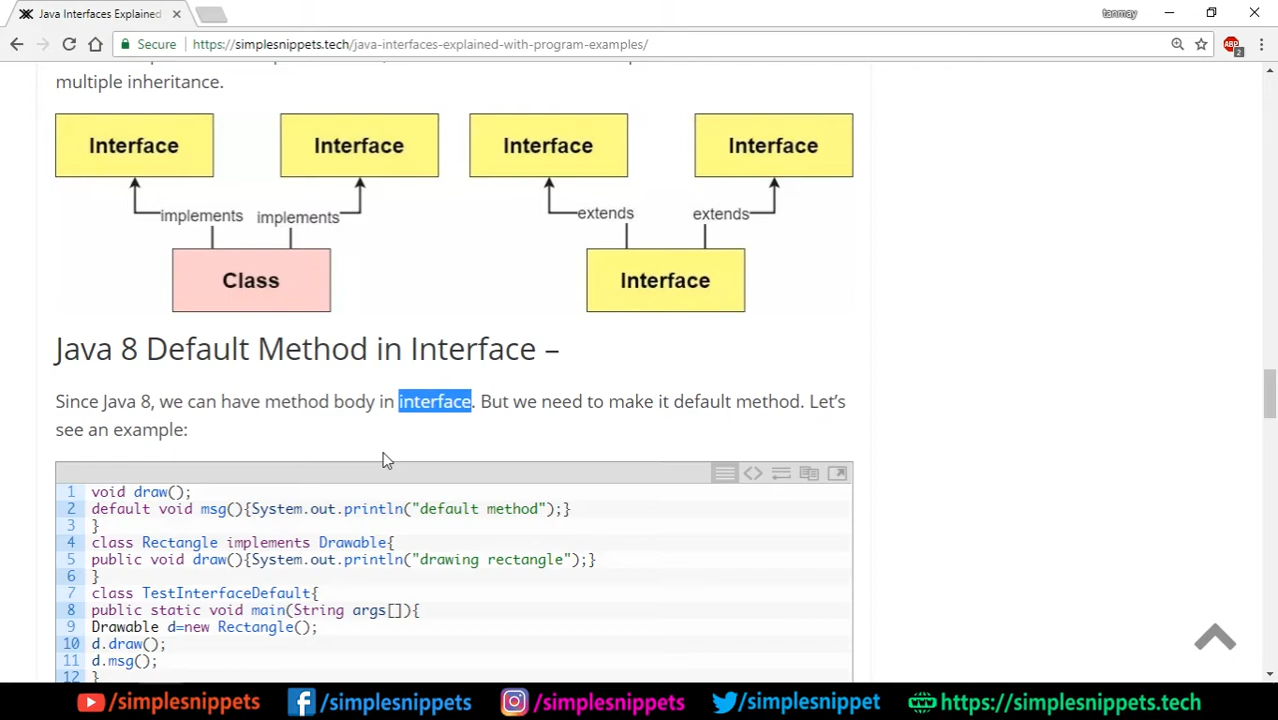 Java Interfaces Explained
tanmay
Secure
https://simplesnippets.tech/java-interfaces-explained-with-program-examples/
ABP
2
multiple inheritance.
Interface Interface Interface Interface
implements implements extends extends
Class Interface
Java 8 Default Method in Interface –
Since Java 8, we can have method body in interface. But we need to make it default method. Let’s
see an example:
1 void draw();
2 default void msg(){System.out.println("default method");}
3 }
4 class Rectangle implements Drawable{
5 public void draw(){System.out.println("drawing rectangle");}
6 }
7 class TestInterfaceDefault{
8 public static void main(String args[]){
9 Drawable d=new Rectangle();
10 d.draw();
11 d.msg();
12 }
/simplesnippets /simplesnippets /simplesnippets /simplesnippets https://simplesnippets.tech